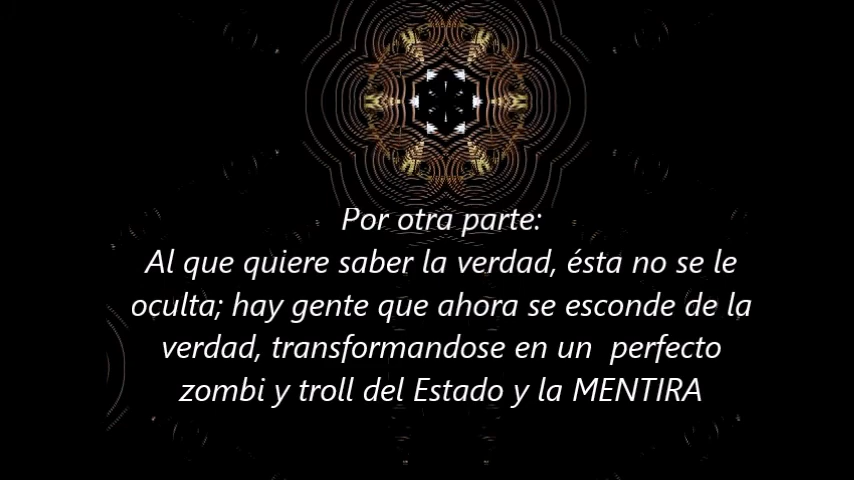 Por otra parte:
Al que quiere saber la verdad, ésta no se le
oculta; hay gente que ahora se esconde de la
verdad, transformandose en un  perfecto
zombi y troll del Estado y la MENTIRA